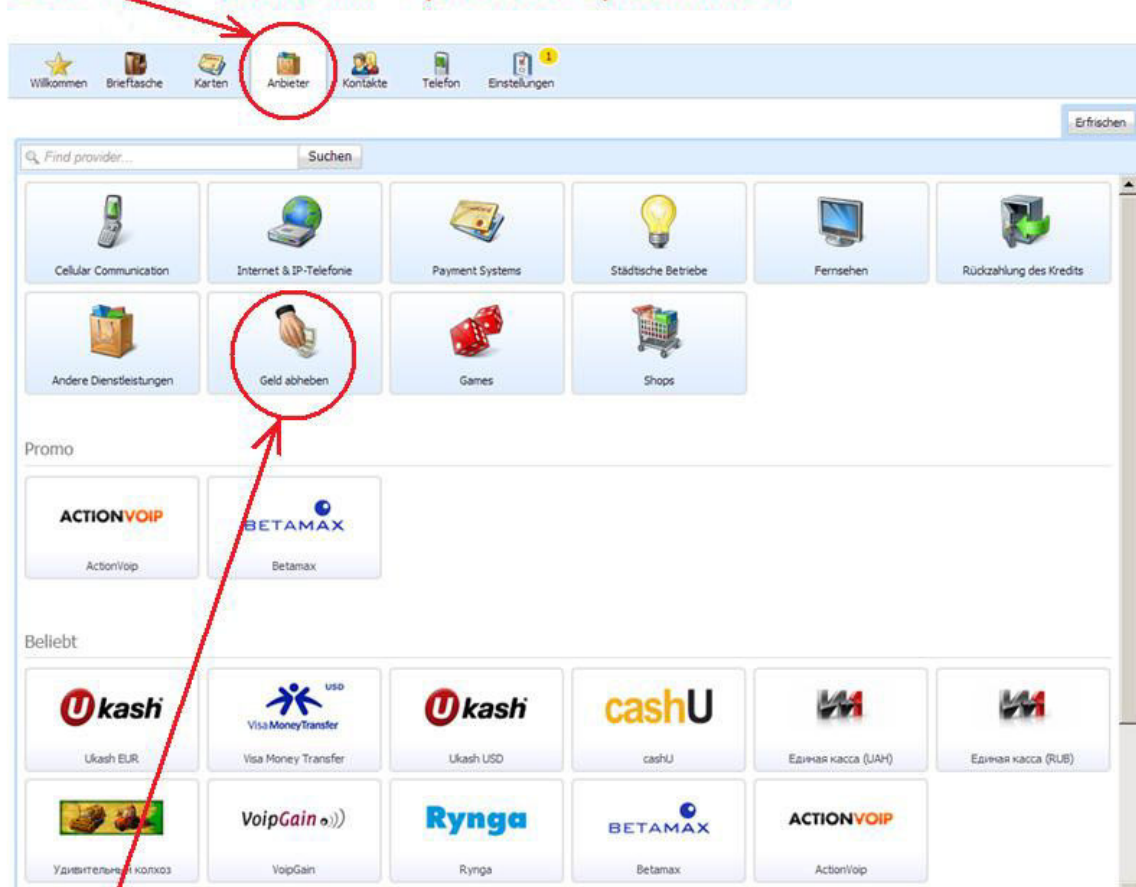 1
Willkommen Brieftasche Karten Anbieter Kontakte Telefon Einstellungen
Erfrischen
Find provider... Suchen
Cellular Communication Internet & IP-Telefonie Payment Systems Städtische Betriebe Fernsehen Rückzahlung des Kredits
Andere Dienstleistungen Geld abheben Games Shops
Promo
ACTIONVOIP BETAMAX
ActionVoip Betamax
Beliebt
Ukash USD Visa MoneyTransfer Ukash cashU
Ukash EUR Visa Money Transfer Ukash USD cashU Единая касса (UAH) Единая касса (RUB)
VoipGain Rynga BETAMAX ACTIONVOIP
Удивительный колхоз VoipGain Rynga Betamax ActionVoip